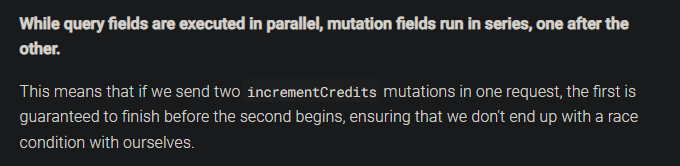 While query fields are executed in parallel, mutation fields run in series, one after the
other.
This means that if we send two incrementCredits mutations in one request, the first is
guaranteed to finish before the second begins, ensuring that we don't end up with a race
condition with ourselves.